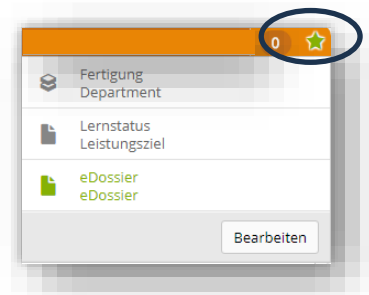 0
Fertigung
Department
Lernstatus
Leistungsziel
eDossier
eDossier
Bearbeiten